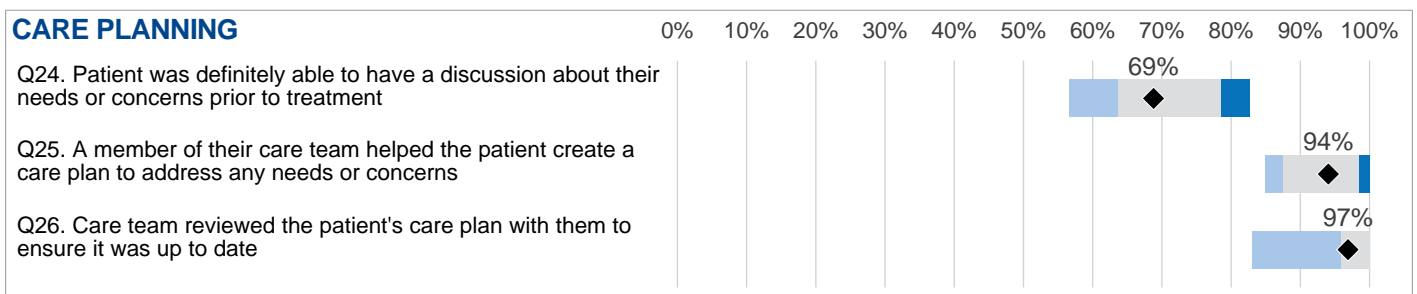 CARE PLANNING
0% 10% 20% 30% 40% 50% 60% 70% 80% 90% 100%
Q24. Patient was definitely able to have a discussion about their
needs or concerns prior to treatment
69%
Q25. A member of their care team helped the patient create a
care plan to address any needs or concerns
94%
Q26. Care team reviewed the patient's care plan with them to
ensure it was up to date
97%